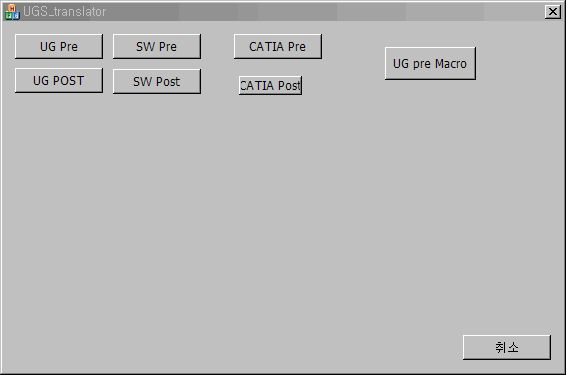 UGS_translator
UG Pre
SW Pre
CATIA Pre
UG pre Macro
UG POST
SW Post
CATIA Post
취소